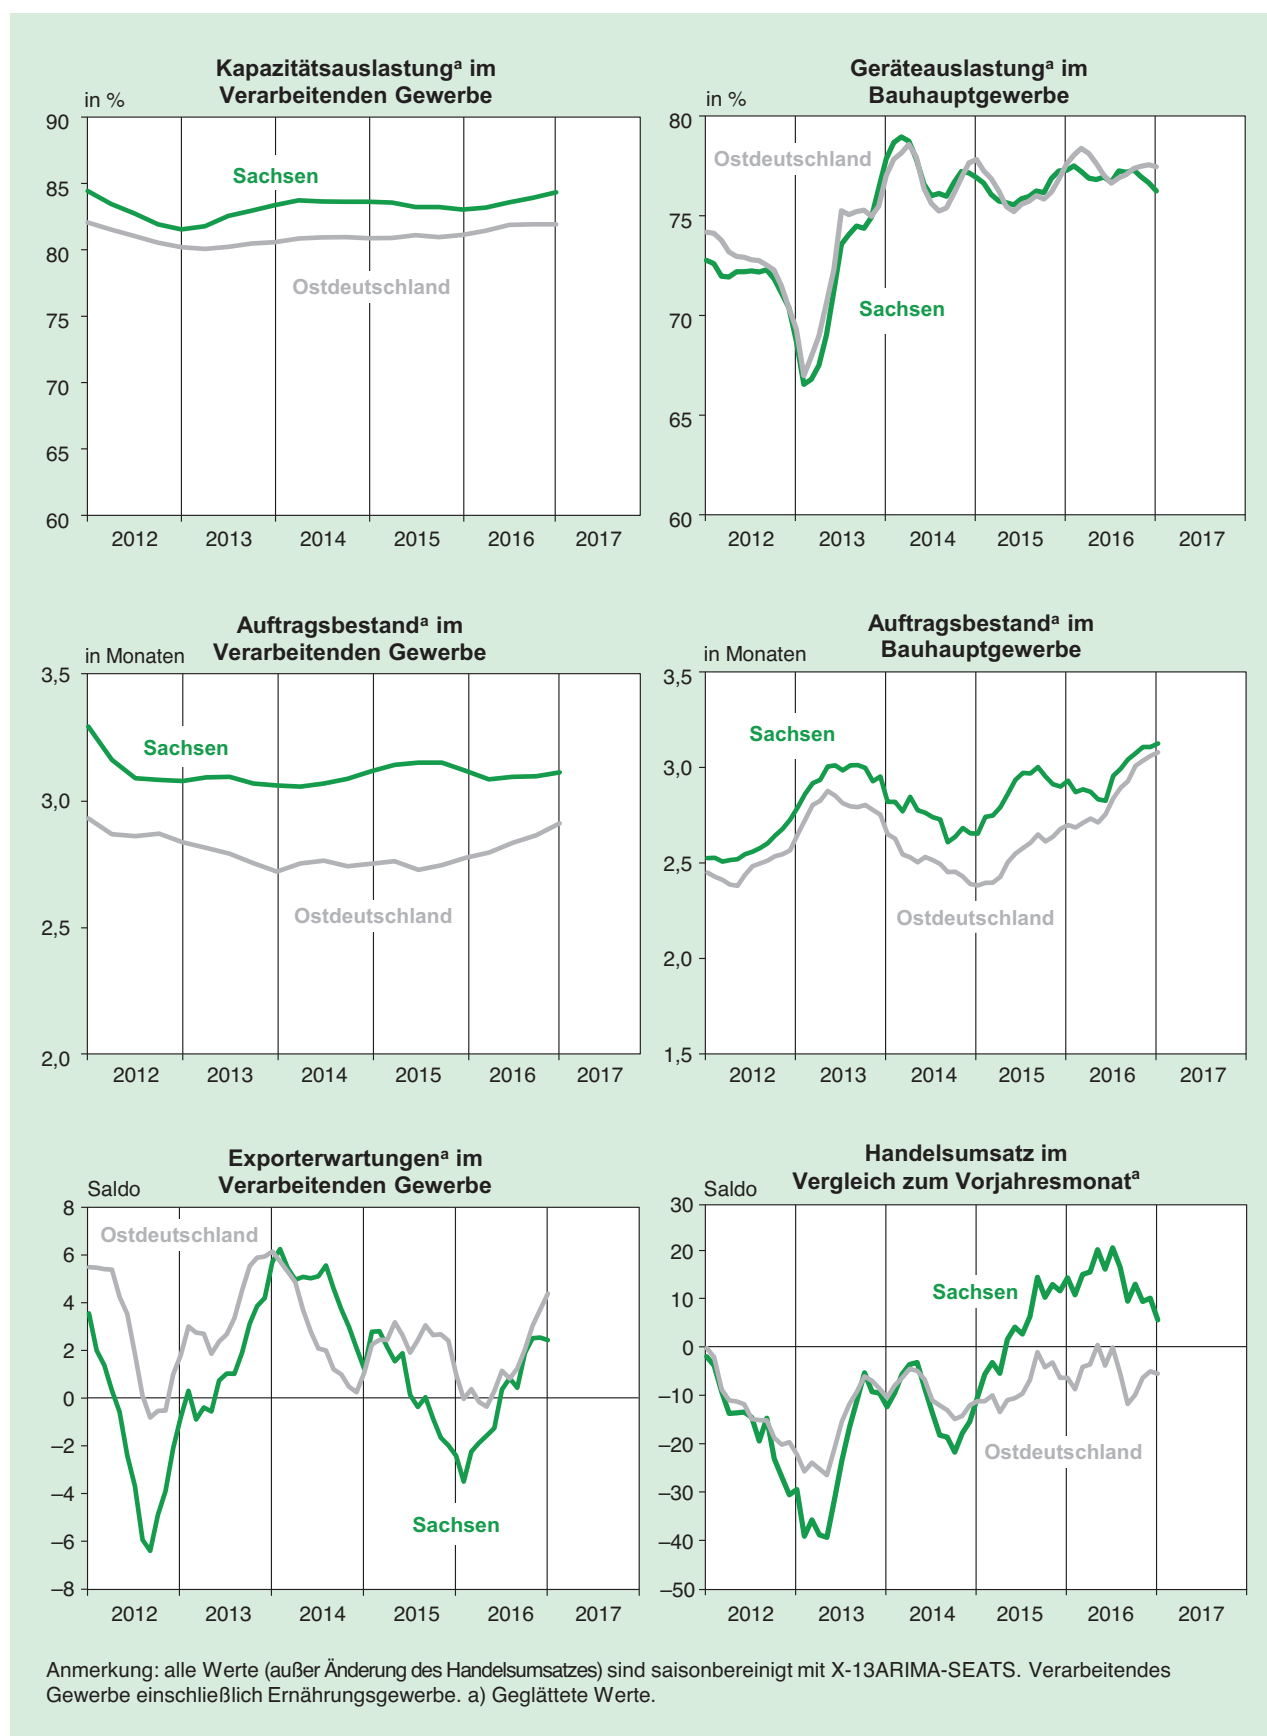 Kapazitätsauslastungᵃ im
Verarbeitenden Gewerbe
in %
90
85
80
75
70
65
60
Sachsen
Ostdeutschland
2012 2013 2014 2015 2016 2017
Geräteauslastungᵃ im
Bauhauptgewerbe
in %
80
75
70
65
60
Ostdeutschland
Sachsen
2012 2013 2014 2015 2016 2017
Auftragsbestandᵃ im
Verarbeitenden Gewerbe
in Monaten
3,5
3,0
2,5
2,0
Sachsen
Ostdeutschland
2012 2013 2014 2015 2016 2017
Auftragsbestandᵃ im
Bauhauptgewerbe
in Monaten
3,5
3,0
2,5
2,0
1,5
Sachsen
Ostdeutschland
2012 2013 2014 2015 2016 2017
Exporterwartungenᵃ im
Verarbeitenden Gewerbe
Saldo
8
6
4
2
0
–2
–4
–6
–8
Ostdeutschland
Sachsen
2012 2013 2014 2015 2016 2017
Handelsumsatz im
Vergleich zum Vorjahresmonatᵃ
Saldo
30
20
10
0
–10
–20
–30
–40
–50
Sachsen
Ostdeutschland
2012 2013 2014 2015 2016 2017
Anmerkung: alle Werte (außer Änderung des Handelsumsatzes) sind saisonbereinigt mit X-13ARIMA-SEATS. Verarbeitendes
Gewerbe einschließlich Ernährungsgewerbe. a) Geglättete Werte.